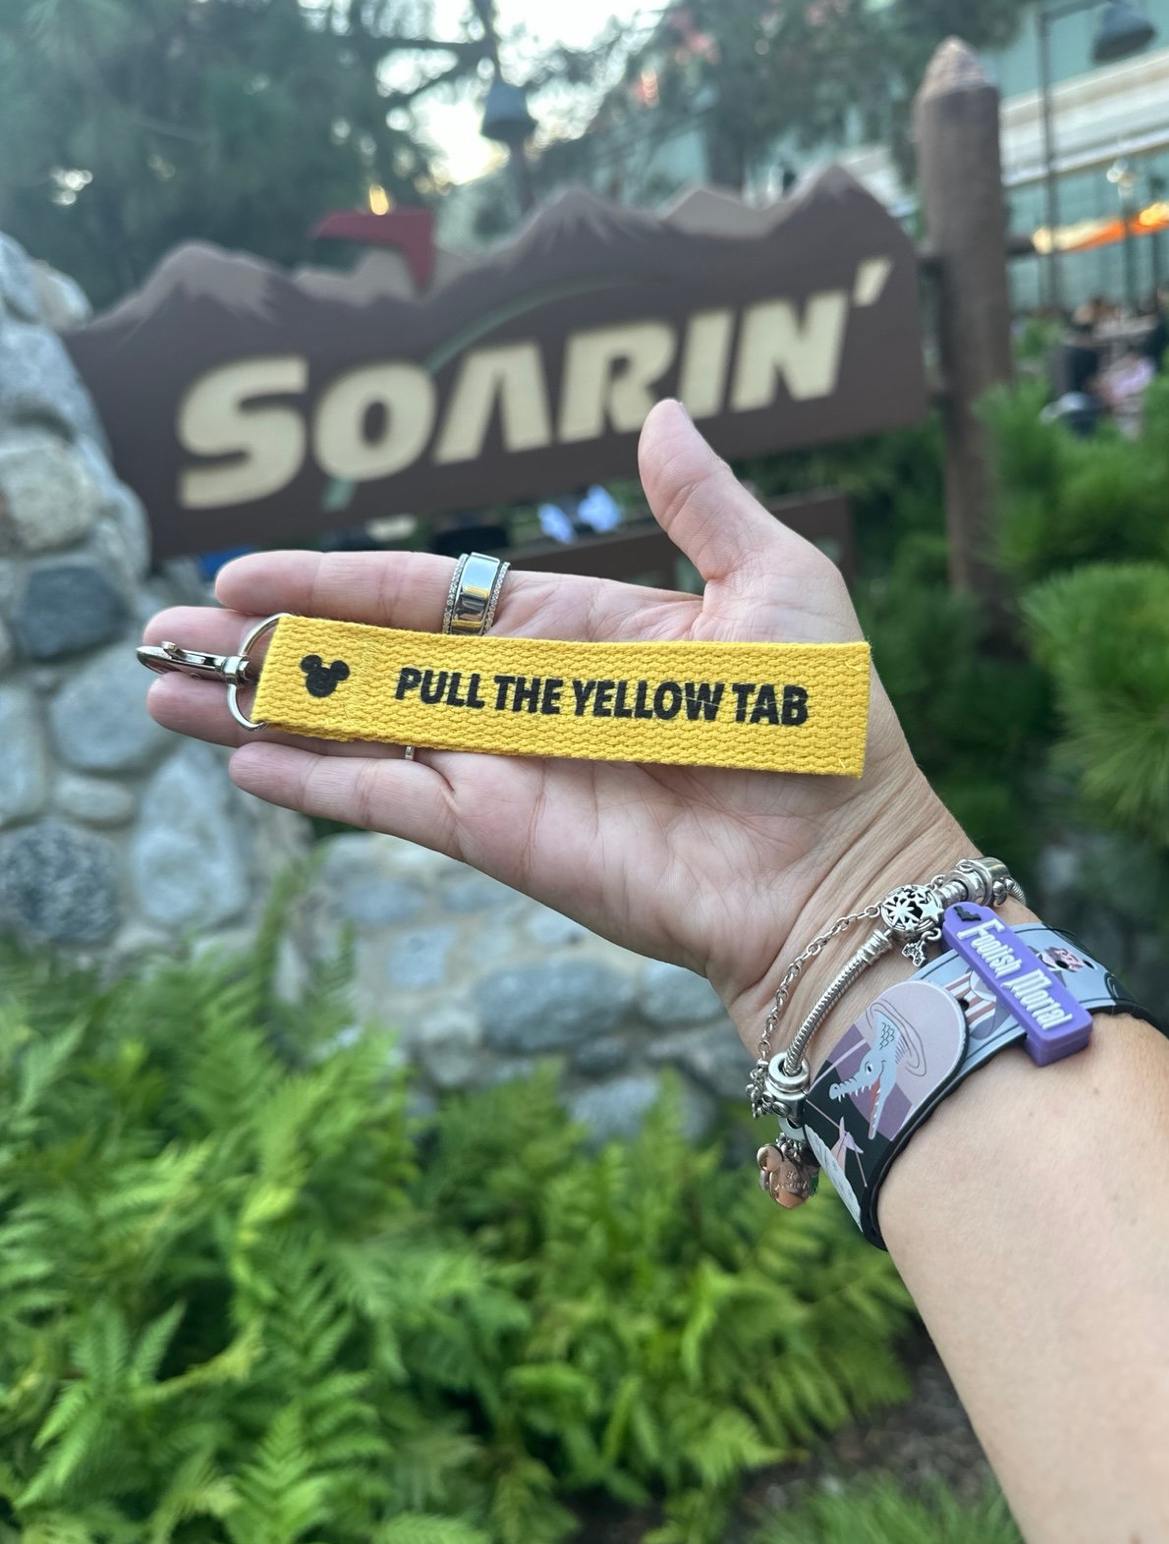 SOARIN'
PULL THE YELLOW TAB
Foolish Mortal